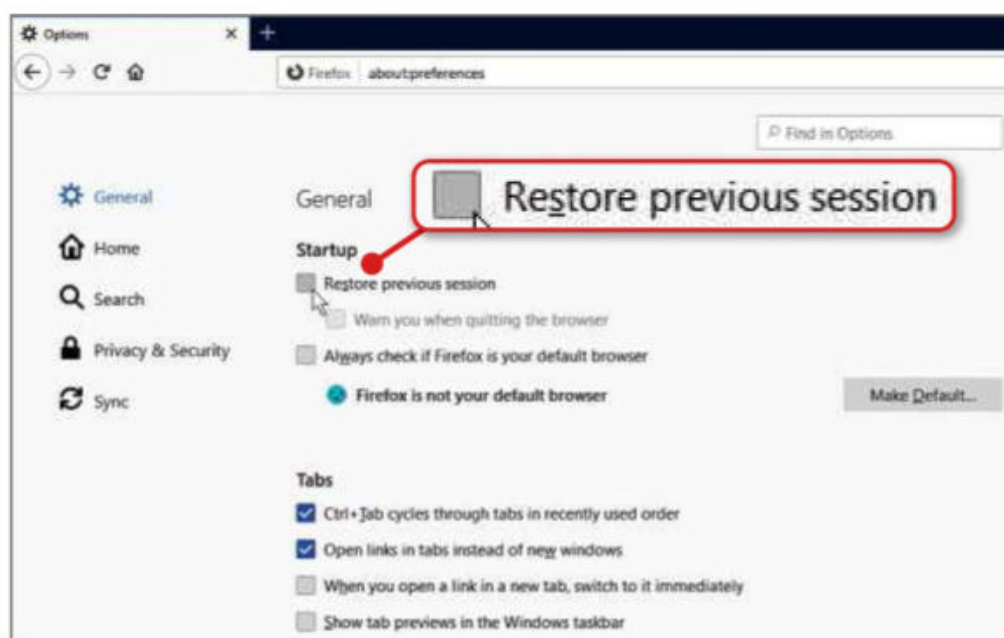 Options
Firefox about:preferences
Find in Options
General
Home
Search
Privacy & Security
Sync
General
Restore previous session
Startup
Restore previous session
Warn you when quitting the browser
Always check if Firefox is your default browser
Firefox is not your default browser
Make Default...
Tabs
Ctrl+Tab cycles through tabs in recently used order
Open links in tabs instead of new windows
When you open a link in a new tab, switch to it immediately
Show tab previews in the Windows taskbar